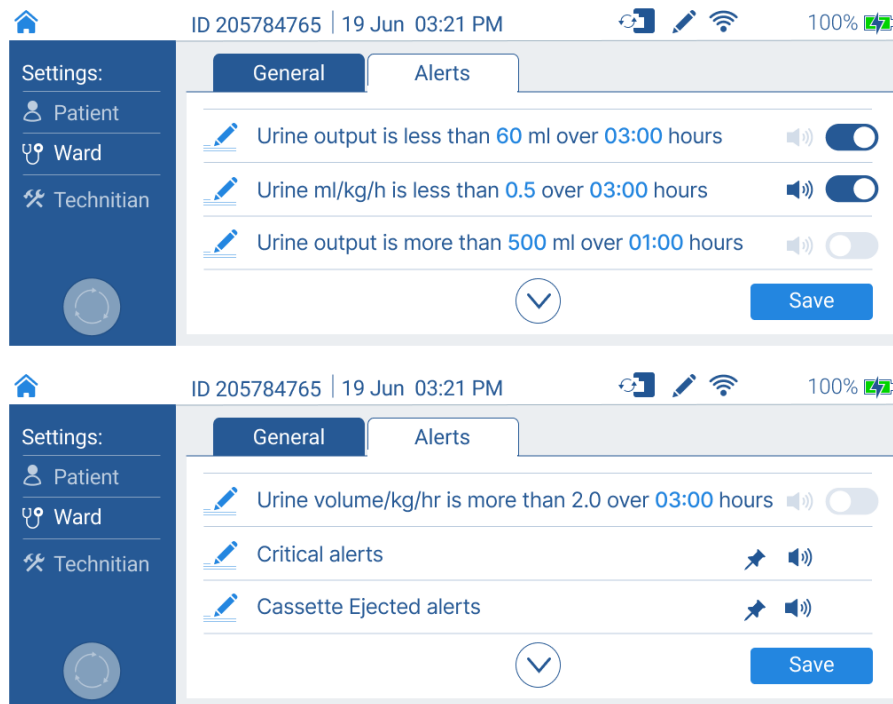 ID 205784765 19 Jun 03:21 PM 100%
Settings:
Patient
Ward
Technitian
General Alerts
Urine output is less than 60 ml over 03:00 hours
Urine ml/kg/h is less than 0.5 over 03:00 hours
Urine output is more than 500 ml over 01:00 hours
Save
ID 205784765 19 Jun 03:21 PM 100%
Settings:
Patient
Ward
Technitian
General Alerts
Urine volume/kg/hr is more than 2.0 over 03:00 hours
Critical alerts
Cassette Ejected alerts
Save